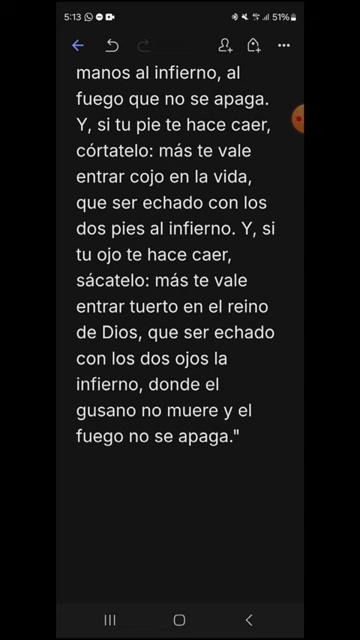 5:13
51%
manos al infierno, al
fuego que no se apaga.
Y, si tu pie te hace caer,
córtatelo: más te vale
entrar cojo en la vida,
que ser echado con los
dos pies al infierno. Y, si
tu ojo te hace caer,
sácatelo: más te vale
entrar tuerto en el reino
de Dios, que ser echado
con los dos ojos la
infierno, donde el
gusano no muere y el
fuego no se apaga."